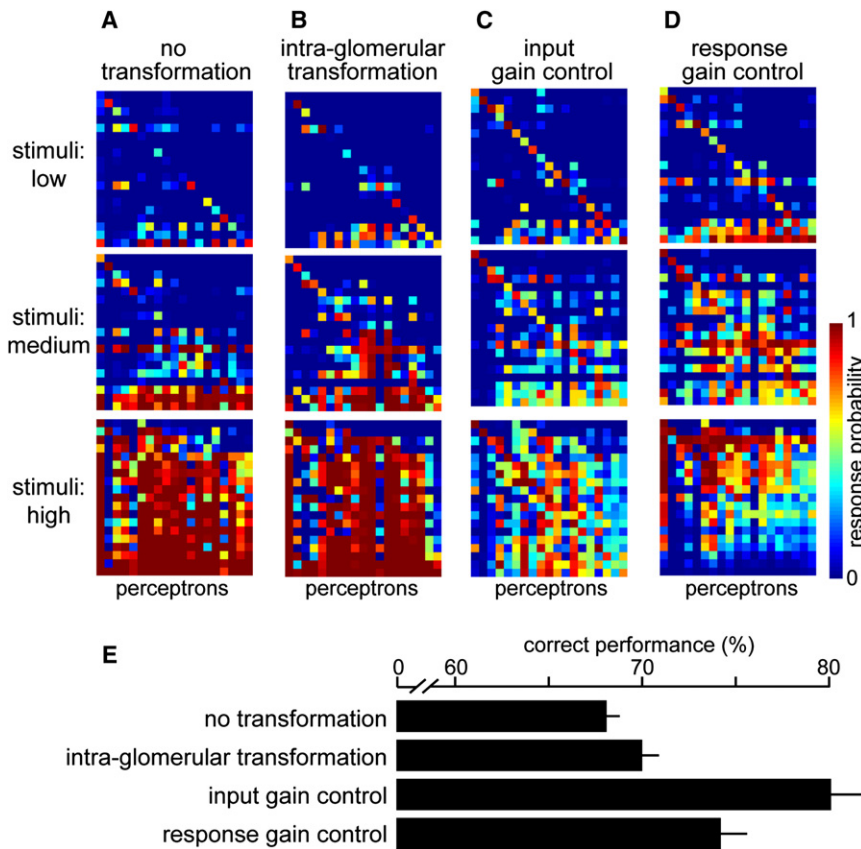 A
B
C
D
no
transformation
intra-glomerular
transformation
input
gain control
response
gain control
stimuli:
low
stimuli:
medium
stimuli:
high
1
response probability
0
perceptrons
perceptrons
perceptrons
perceptrons
E
correct performance (%)
0 60 70 80
no transformation
intra-glomerular transformation
input gain control
response gain control